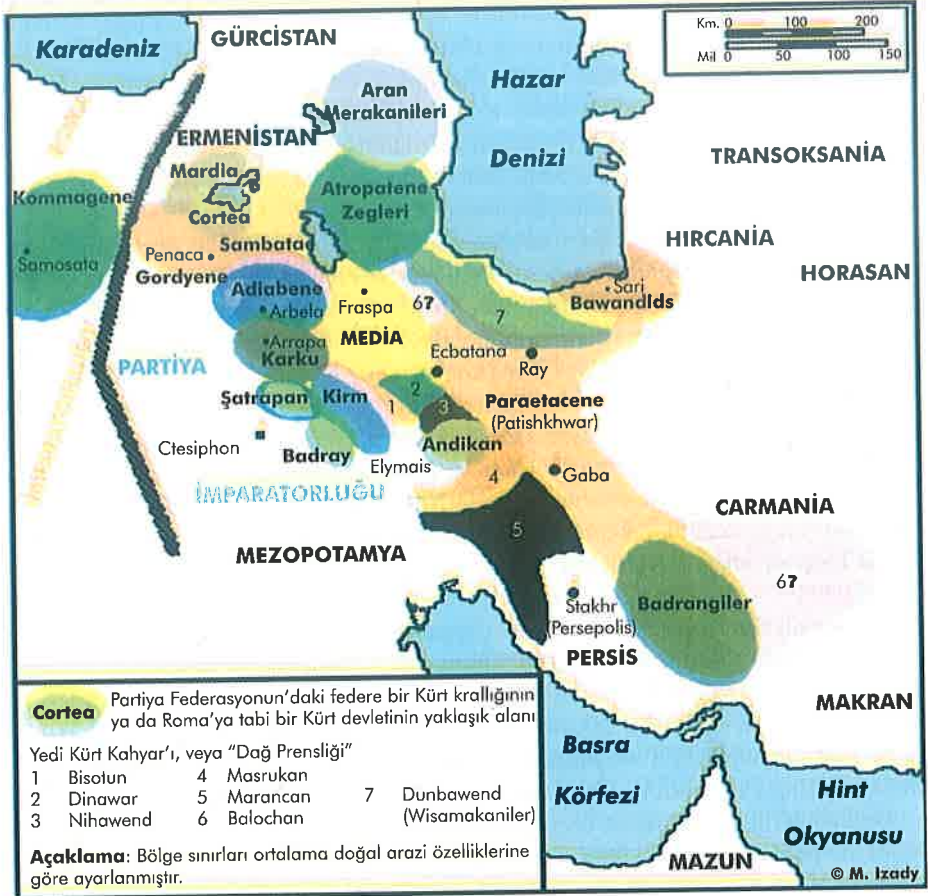 Karadeniz
GÜRCİSTAN
Km. 0 100 200
Mil 0 50 100 150
Hazar
Denizi
Aran
Merakanileri
ERMENİSTAN
TRANSOKSANİA
Mardia
Cortea
Atropatene
Zegleri
Kommagene
Samosata
Sambatae
Penaca
Gordyene
HIRCANİA
HORASAN
Sari
Bawandlds
Adiabene
Arbela
Fraspa
6?
7
MEDİA
Arrapa
Karku
Ecbatana
Ray
PARTİYA
Şatrapan
Kirm
1
2
3
Paraetacene
(Patishkhwar)
Ctesiphon
Badray
Elymais
Andikan
4
Gaba
İMPARATORLUĞU
MEZOPOTAMYA
5
CARMANİA
6?
Stakhr
(Persepolis)
Badrangiler
PERSİS
MAKRAN
Basra
Körfezi
Hint
Okyanusu
MAZUN
© M. Izady
Cortea
Partiya Federasyonun'daki federe bir Kürt krallığının
ya da Roma'ya tabi bir Kürt devletinin yaklaşık alanı
Yedi Kürt Kahyar'ı, veya "Dağ Prensliği"
1 Bisotun 4 Masrukan
2 Dinawar 5 Marancan 7 Dunbawend
3 Nihawend 6 Balochan (Wisamakaniler)
Açaklama: Bölge sınırları ortalama doğal arazi özelliklerine
göre ayarlanmıştır.